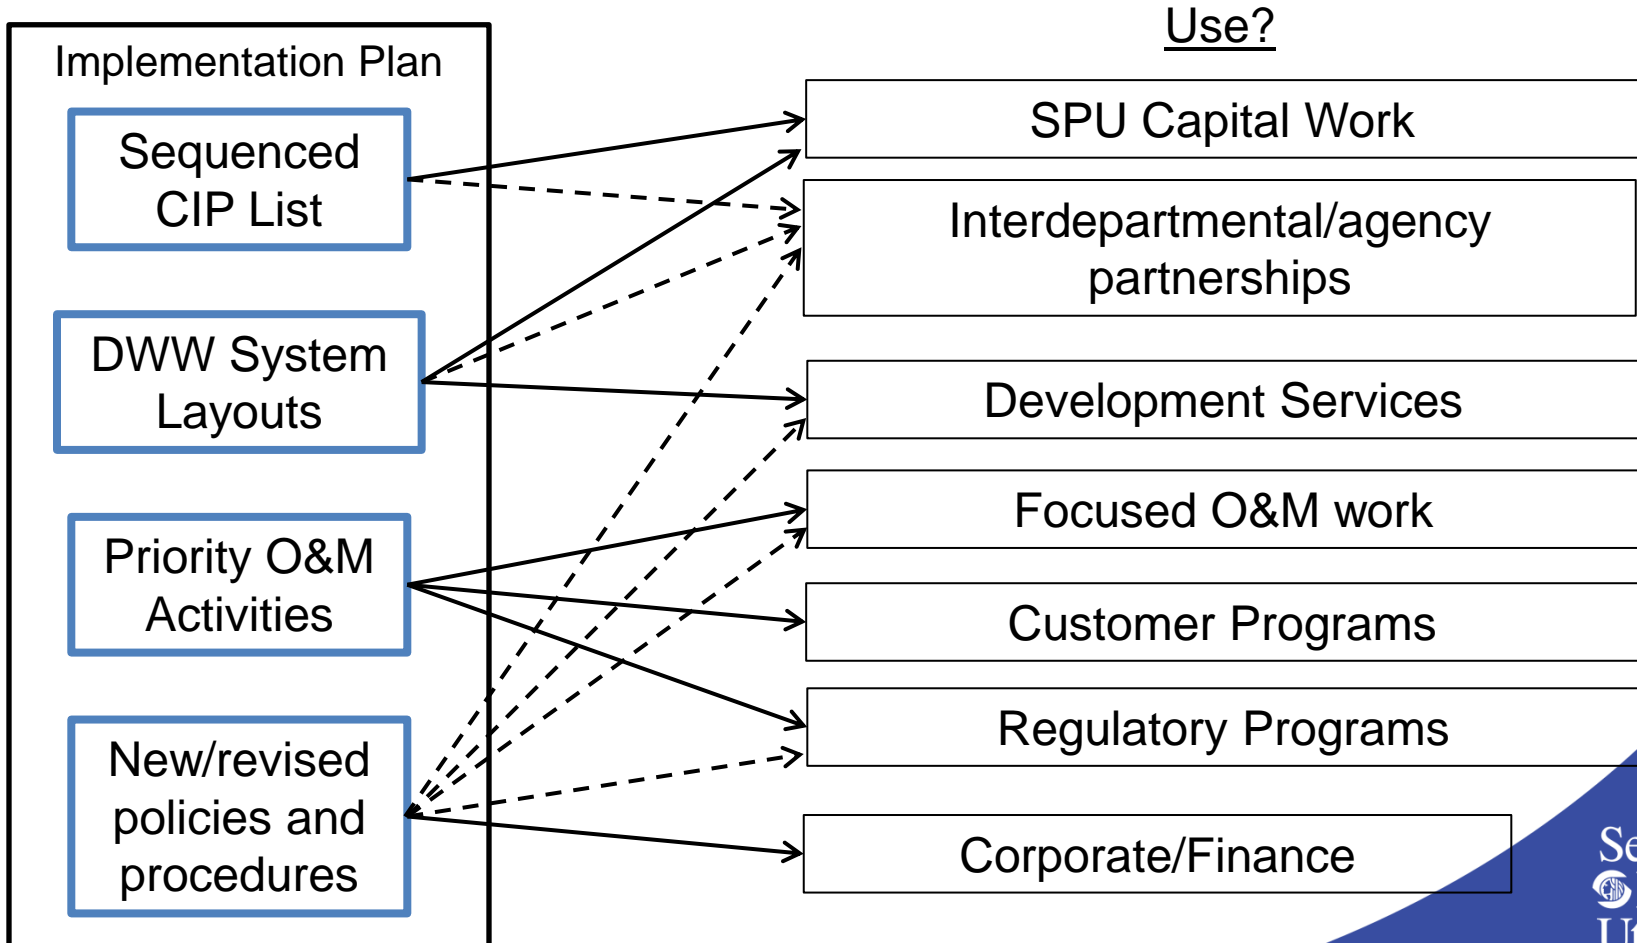 Use?
Implementation Plan
Sequenced
CIP List
DWW System
Layouts
Priority O&M
Activities
New/revised
policies and
procedures
SPU Capital Work
Interdepartmental/agency
partnerships
Development Services
Focused O&M work
Customer Programs
Regulatory Programs
Corporate/Finance